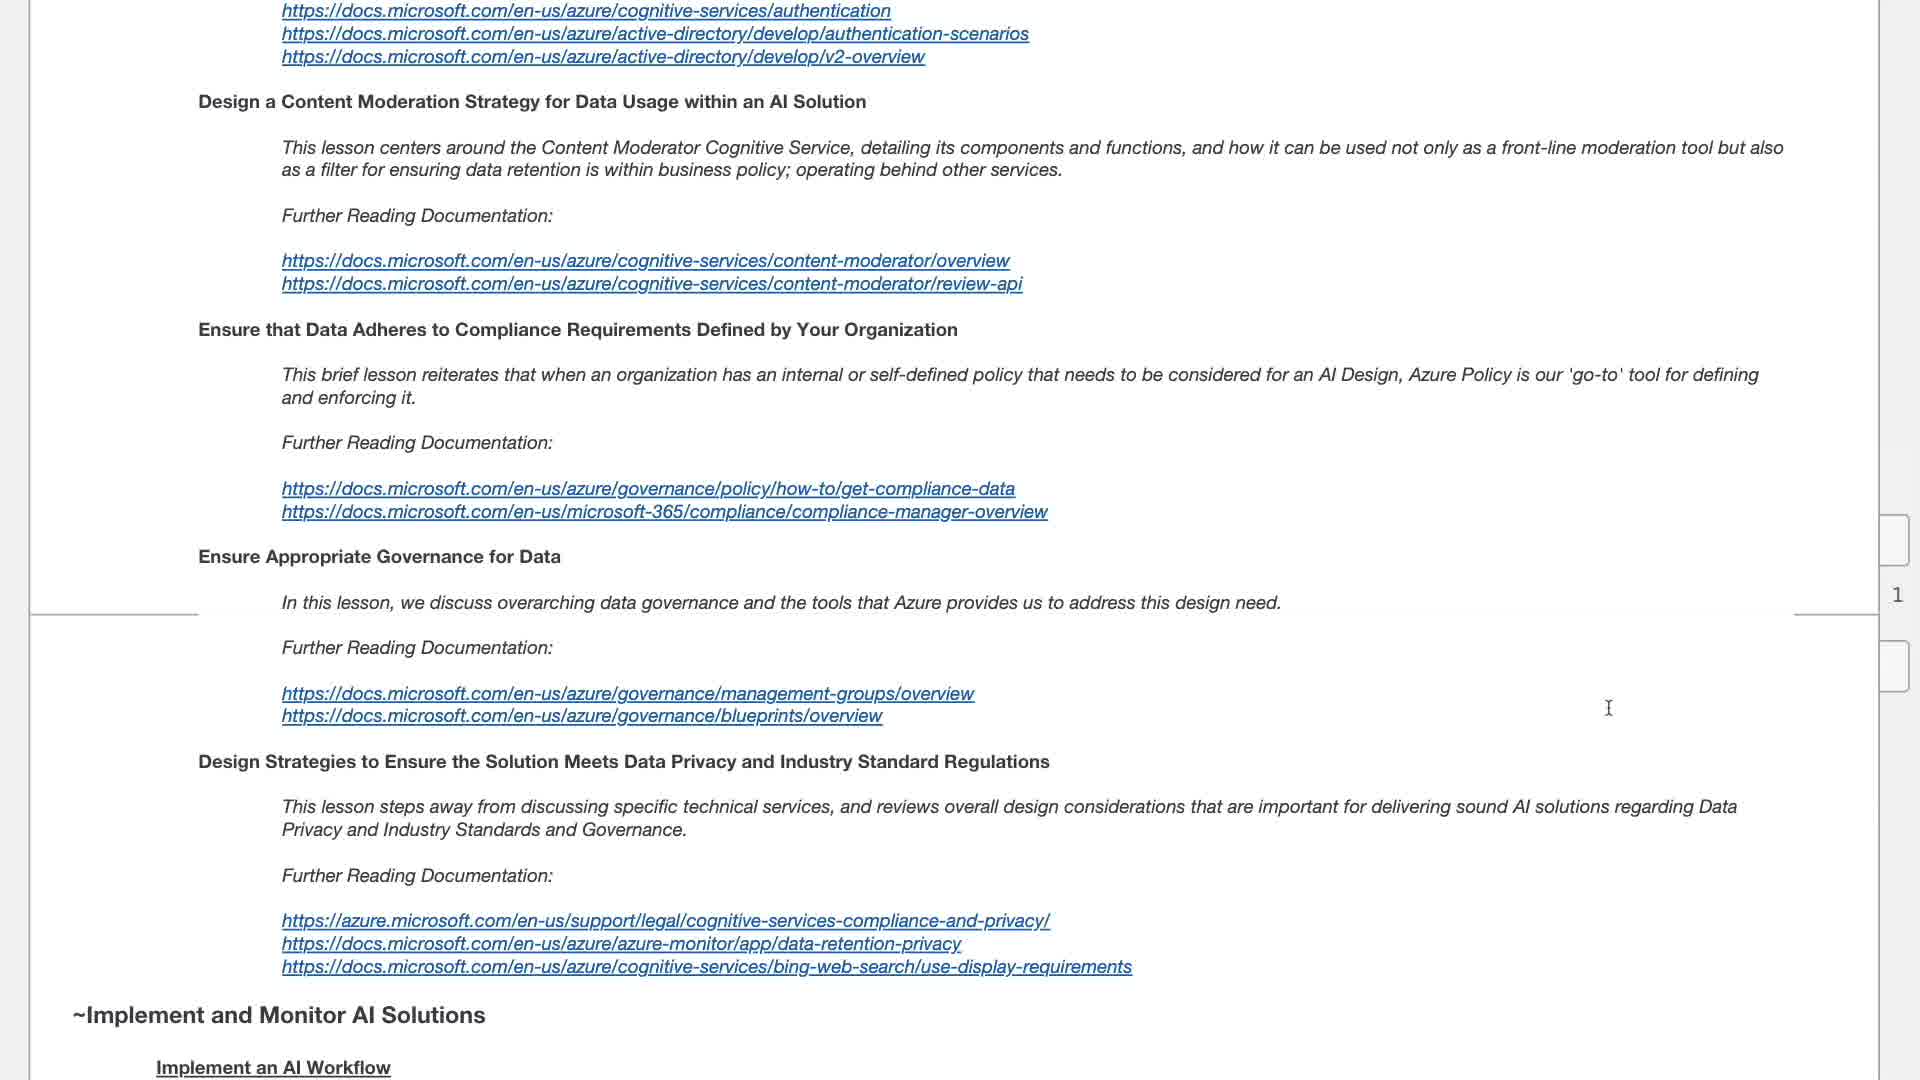 https://docs.microsoft.com/en-us/azure/cognitive-services/authentication
https://docs.microsoft.com/en-us/azure/active-directory/develop/authentication-scenarios
https://docs.microsoft.com/en-us/azure/active-directory/develop/v2-overview
Design a Content Moderation Strategy for Data Usage within an AI Solution
This lesson centers around the Content Moderator Cognitive Service, detailing its components and functions, and how it can be used not only as a front-line moderation tool but also
as a filter for ensuring data retention is within business policy; operating behind other services.
Further Reading Documentation:
https://docs.microsoft.com/en-us/azure/cognitive-services/content-moderator/overview
https://docs.microsoft.com/en-us/azure/cognitive-services/content-moderator/review-api
Ensure that Data Adheres to Compliance Requirements Defined by Your Organization
This brief lesson reiterates that when an organization has an internal or self-defined policy that needs to be considered for an AI Design, Azure Policy is our 'go-to' tool for defining
and enforcing it.
Further Reading Documentation:
https://docs.microsoft.com/en-us/azure/governance/policy/how-to/get-compliance-data
https://docs.microsoft.com/en-us/microsoft-365/compliance/compliance-manager-overview
Ensure Appropriate Governance for Data
1
In this lesson, we discuss overarching data governance and the tools that Azure provides us to address this design need.
Further Reading Documentation:
https://docs.microsoft.com/en-us/azure/governance/management-groups/overview
https://docs.microsoft.com/en-us/azure/governance/blueprints/overview
Design Strategies to Ensure the Solution Meets Data Privacy and Industry Standard Regulations
This lesson steps away from discussing specific technical services, and reviews overall design considerations that are important for delivering sound AI solutions regarding Data
Privacy and Industry Standards and Governance.
Further Reading Documentation:
https://azure.microsoft.com/en-us/support/legal/cognitive-services-compliance-and-privacy/
https://docs.microsoft.com/en-us/azure/azure-monitor/app/data-retention-privacy
https://docs.microsoft.com/en-us/azure/cognitive-services/bing-web-search/use-display-requirements
~Implement and Monitor AI Solutions
Implement an AI Workflow